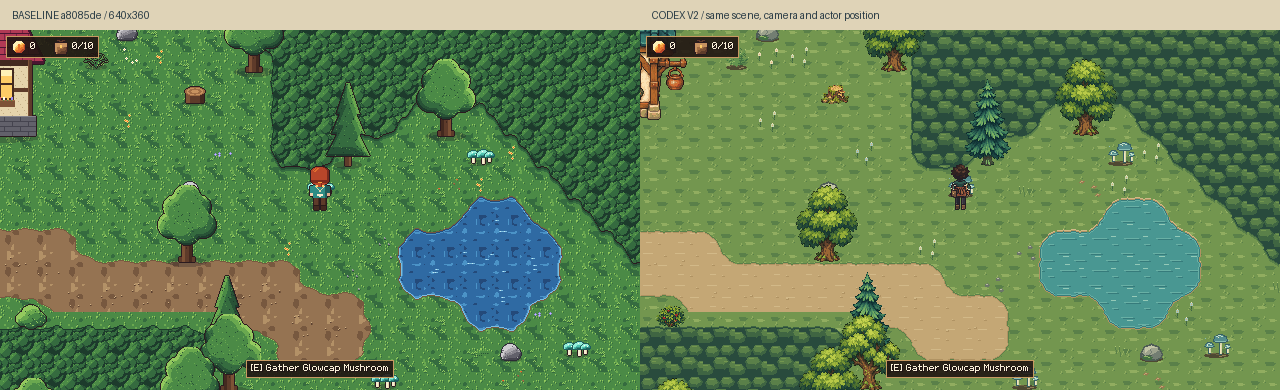 BASELINE a8085de / 640x360
CODEX V2 / same scene, camera and actor position
0 0/10
0 0/10
[E] Gather Glowcap Mushroom
[E] Gather Glowcap Mushroom